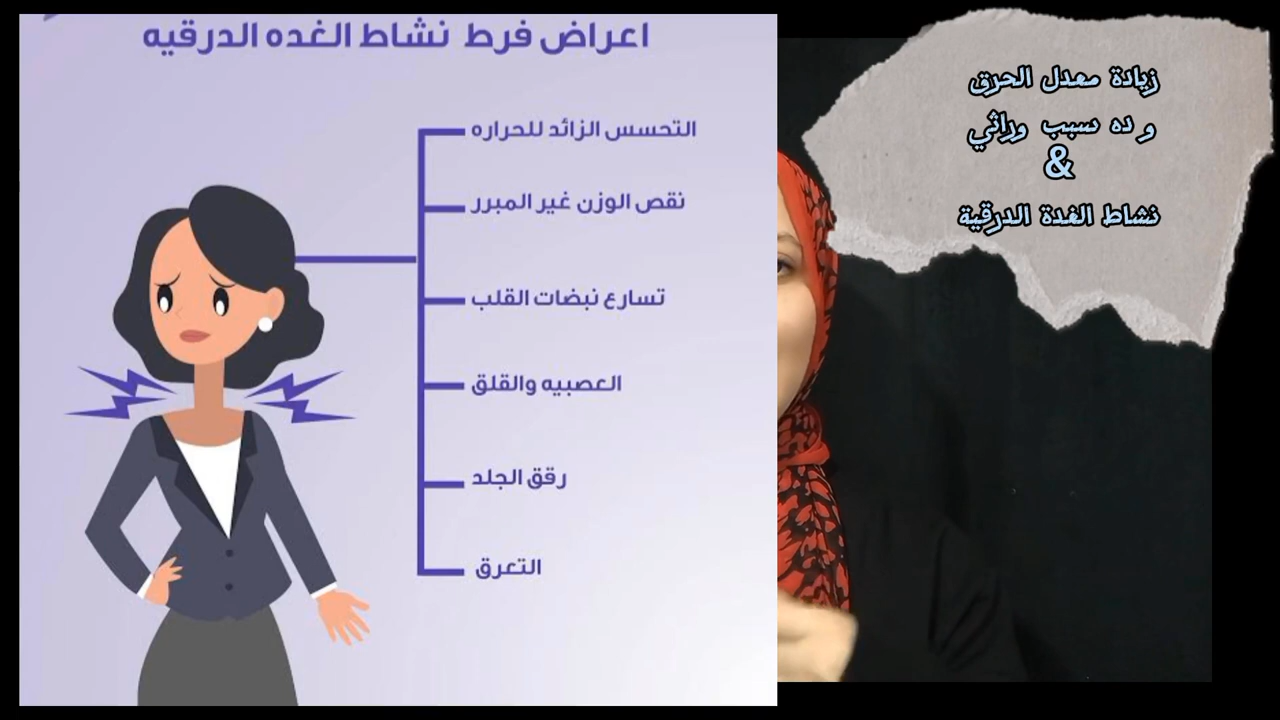 اعراض فرط نشاط الغده الدرقيه
التحسس الزائد للحراره
نقص الوزن غير المبرر
تسارع نبضات القلب
العصبيه والقلق
رقق الجلد
التعرق
زيادة معدل الحرق
و ده سبب وراثي
&
نشاط الغدة الدرقية